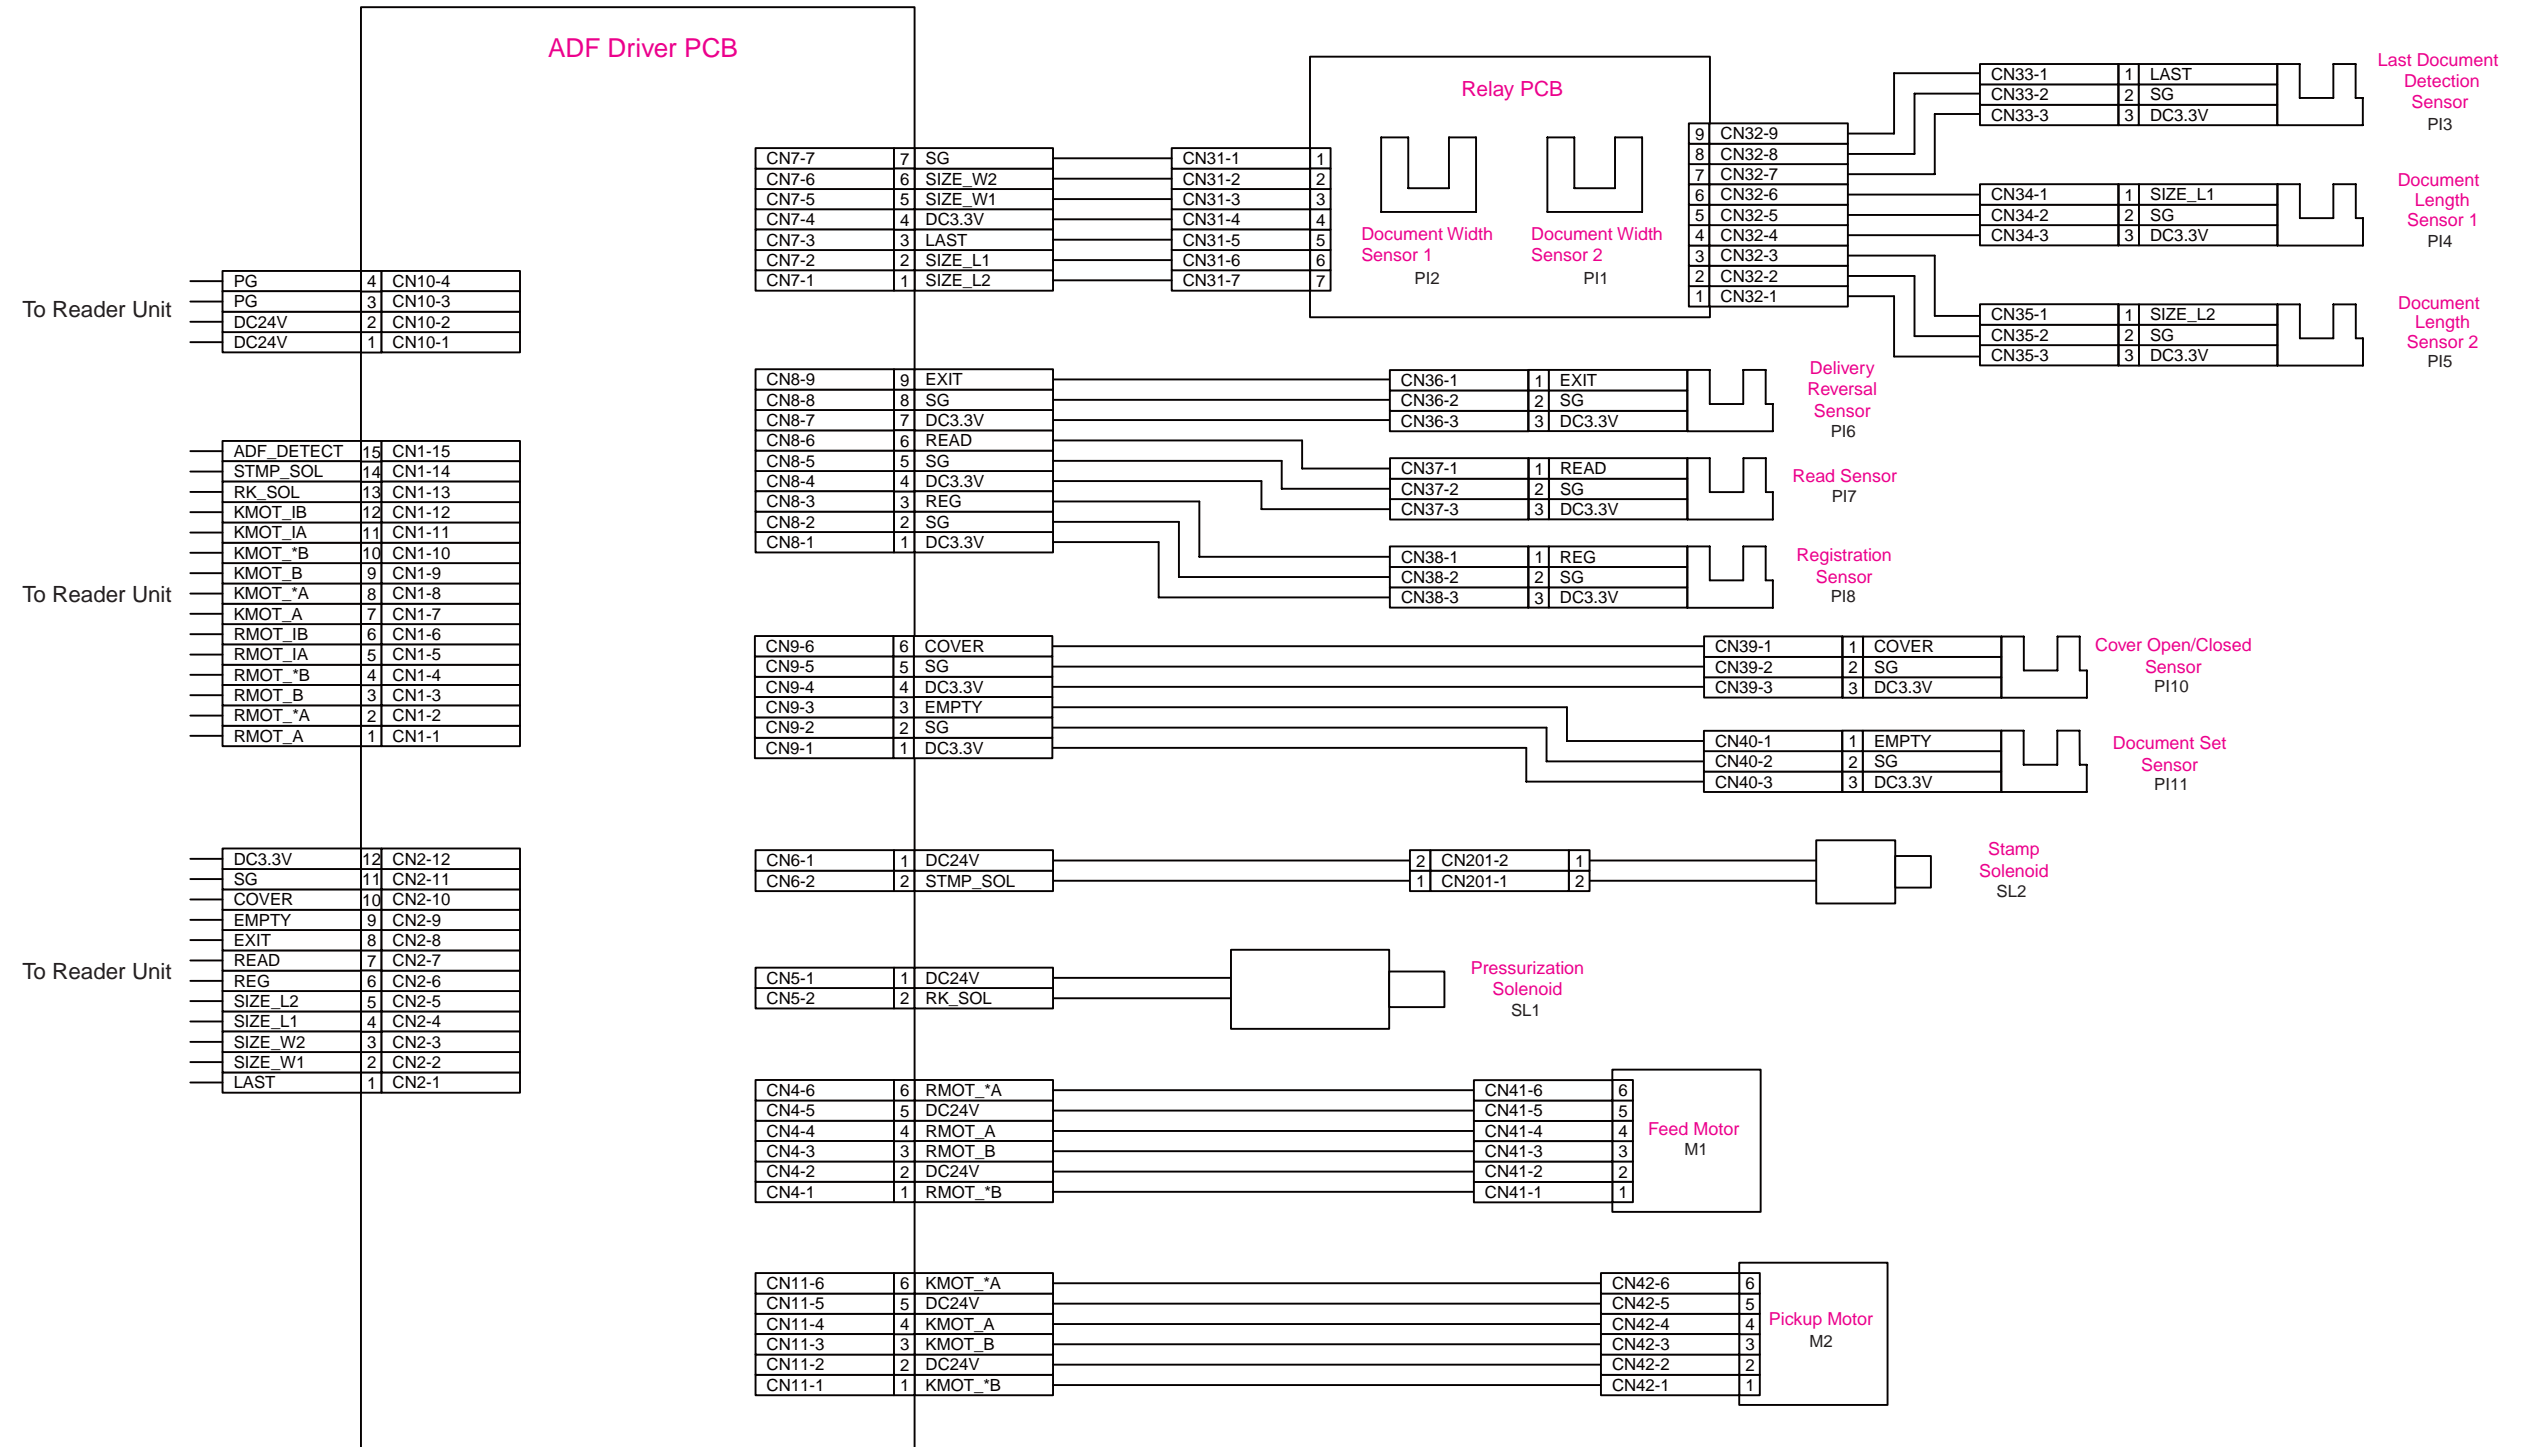 ADF Driver PCB
To Reader Unit
PG 4 CN10-4
PG 3 CN10-3
DC24V 2 CN10-2
DC24V 1 CN10-1
To Reader Unit
ADF_DETECT 15 CN1-15
STMP_SOL 14 CN1-14
RK_SOL 13 CN1-13
KMOT_IB 12 CN1-12
KMOT_IA 11 CN1-11
KMOT_*B 10 CN1-10
KMOT_B 9 CN1-9
KMOT_*A 8 CN1-8
KMOT_A 7 CN1-7
RMOT_IB 6 CN1-6
RMOT_IA 5 CN1-5
RMOT_*B 4 CN1-4
RMOT_B 3 CN1-3
RMOT_*A 2 CN1-2
RMOT_A 1 CN1-1
To Reader Unit
DC3.3V 12 CN2-12
SG 11 CN2-11
COVER 10 CN2-10
EMPTY 9 CN2-9
EXIT 8 CN2-8
READ 7 CN2-7
REG 6 CN2-6
SIZE_L2 5 CN2-5
SIZE_L1 4 CN2-4
SIZE_W2 3 CN2-3
SIZE_W1 2 CN2-2
LAST 1 CN2-1
CN7-7 7 SG CN31-1 1
CN7-6 6 SIZE_W2 CN31-2 2
CN7-5 5 SIZE_W1 CN31-3 3
CN7-4 4 DC3.3V CN31-4 4
CN7-3 3 LAST CN31-5 5
CN7-2 2 SIZE_L1 CN31-6 6
CN7-1 1 SIZE_L2 CN31-7 7
Relay PCB
Document Width
Sensor 1
PI2
Document Width
Sensor 2
PI1
9 CN32-9
8 CN32-8
7 CN32-7
6 CN32-6
5 CN32-5
4 CN32-4
3 CN32-3
2 CN32-2
1 CN32-1
CN33-1 1 LAST
CN33-2 2 SG
CN33-3 3 DC3.3V
Last Document
Detection
Sensor
PI3
CN34-1 1 SIZE_L1
CN34-2 2 SG
CN34-3 3 DC3.3V
Document
Length
Sensor 1
PI4
CN35-1 1 SIZE_L2
CN35-2 2 SG
CN35-3 3 DC3.3V
Document
Length
Sensor 2
PI5
CN8-9 9 EXIT
CN8-8 8 SG
CN8-7 7 DC3.3V
CN8-6 6 READ
CN8-5 5 SG
CN8-4 4 DC3.3V
CN8-3 3 REG
CN8-2 2 SG
CN8-1 1 DC3.3V
CN36-1 1 EXIT
CN36-2 2 SG
CN36-3 3 DC3.3V
Delivery
Reversal
Sensor
PI6
CN37-1 1 READ
CN37-2 2 SG
CN37-3 3 DC3.3V
Read Sensor
PI7
CN38-1 1 REG
CN38-2 2 SG
CN38-3 3 DC3.3V
Registration
Sensor
PI8
CN9-6 6 COVER
CN9-5 5 SG
CN9-4 4 DC3.3V
CN9-3 3 EMPTY
CN9-2 2 SG
CN9-1 1 DC3.3V
CN39-1 1 COVER
CN39-2 2 SG
CN39-3 3 DC3.3V
Cover Open/Closed
Sensor
PI10
CN40-1 1 EMPTY
CN40-2 2 SG
CN40-3 3 DC3.3V
Document Set
Sensor
PI11
CN6-1 1 DC24V 2 CN201-2 1
CN6-2 2 STMP_SOL 1 CN201-1 2
Stamp
Solenoid
SL2
CN5-1 1 DC24V
CN5-2 2 RK_SOL
Pressurization
Solenoid
SL1
CN4-6 6 RMOT_*A CN41-6 6
CN4-5 5 DC24V CN41-5 5
CN4-4 4 RMOT_A CN41-4 4
CN4-3 3 RMOT_B CN41-3 3
CN4-2 2 DC24V CN41-2 2
CN4-1 1 RMOT_*B CN41-1 1
Feed Motor
M1
CN11-6 6 KMOT_*A CN42-6 6
CN11-5 5 DC24V CN42-5 5
CN11-4 4 KMOT_A CN42-4 4
CN11-3 3 KMOT_B CN42-3 3
CN11-2 2 DC24V CN42-2 2
CN11-1 1 KMOT_*B CN42-1 1
Pickup Motor
M2